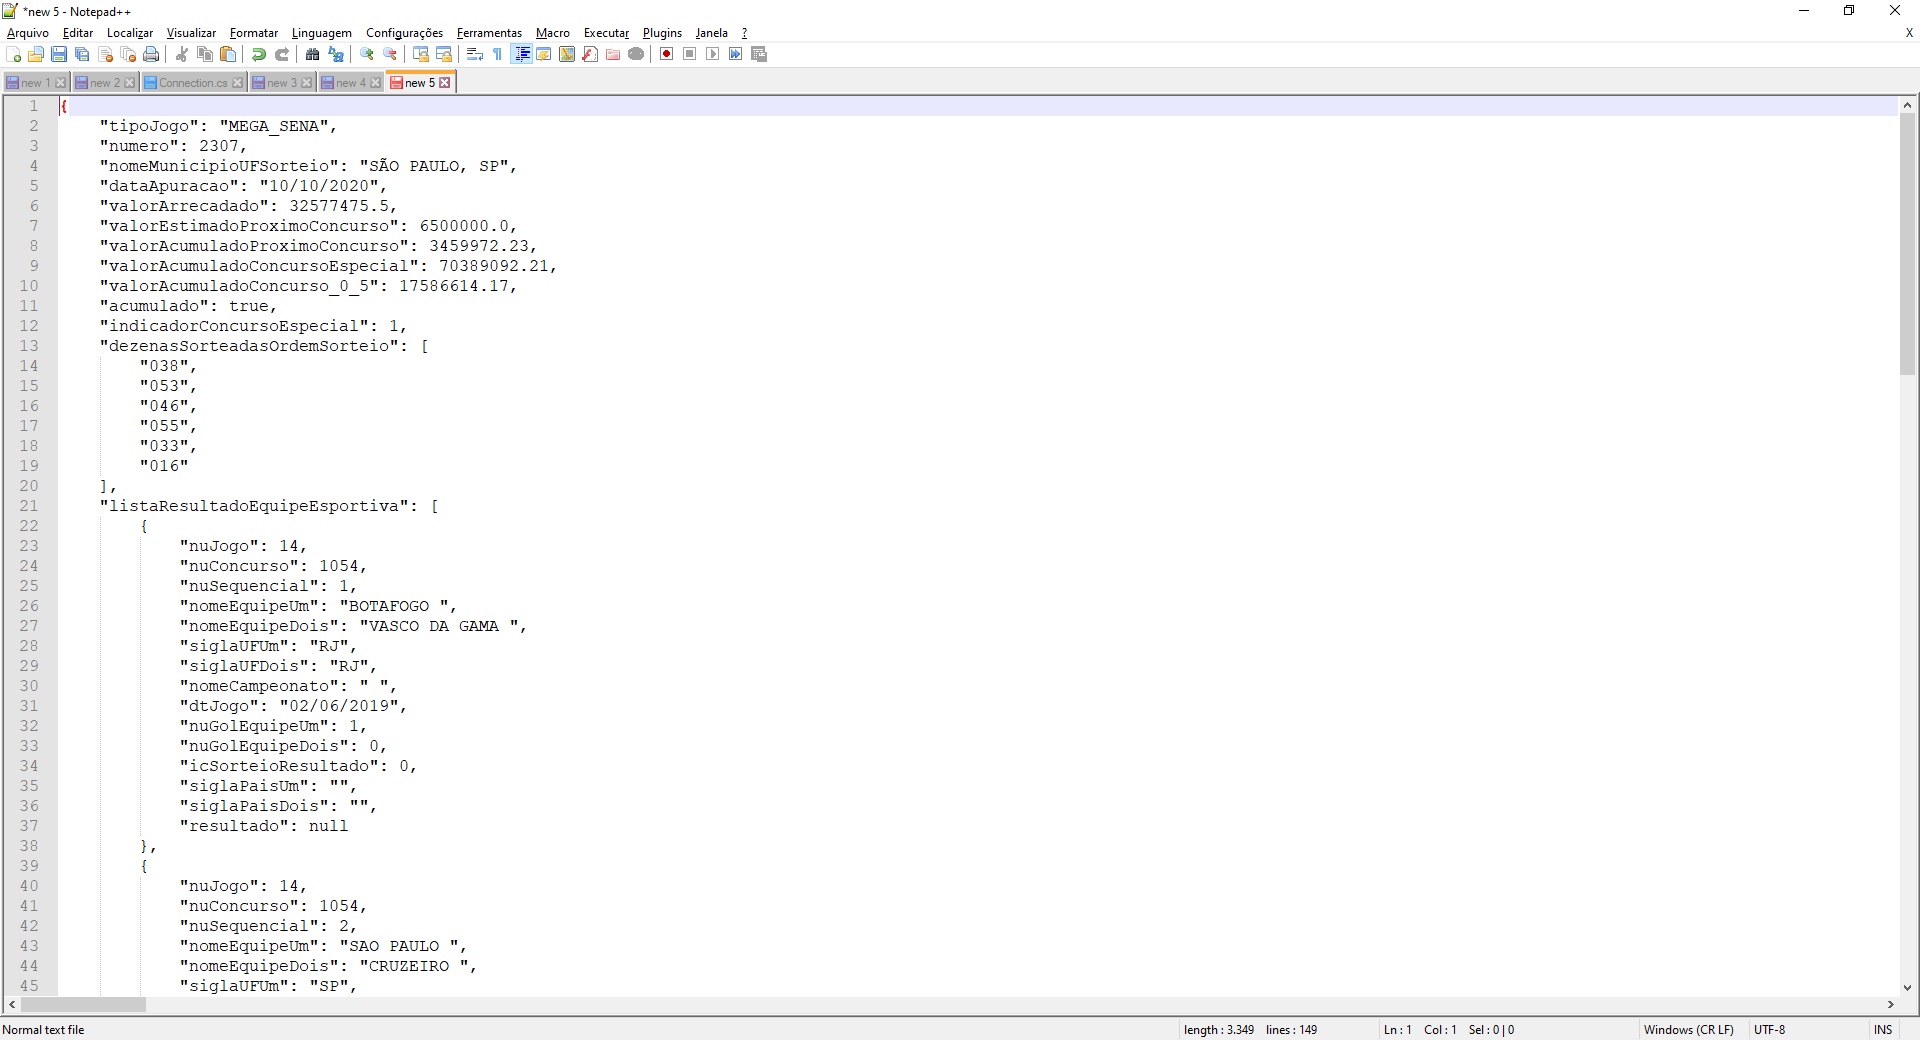 *new 5 - Notepad++
Arquivo Editar Localizar Visualizar Formatar Linguagem Configurações Ferramentas Macro Executar Plugins Janela ? X
new 1 new 2 Connection.cs new 3 new 4 new 5
1 {
2 "tipoJogo": "MEGA_SENA",
3 "numero": 2307,
4 "nomeMunicipioUFSorteio": "SÃO PAULO, SP",
5 "dataApuracao": "10/10/2020",
6 "valorArrecadado": 32577475.5,
7 "valorEstimadoProximoConcurso": 6500000.0,
8 "valorAcumuladoProximoConcurso": 3459972.23,
9 "valorAcumuladoConcursoEspecial": 70389092.21,
10 "valorAcumuladoConcurso_0_5": 17586614.17,
11 "acumulado": true,
12 "indicadorConcursoEspecial": 1,
13 "dezenasSorteadasOrdemSorteio": [
14 "038",
15 "053",
16 "046",
17 "055",
18 "033",
19 "016"
20 ],
21 "listaResultadoEquipeEsportiva": [
22 {
23 "nuJogo": 14,
24 "nuConcurso": 1054,
25 "nuSequencial": 1,
26 "nomeEquipeUm": "BOTAFOGO ",
27 "nomeEquipeDois": "VASCO DA GAMA ",
28 "siglaUFUm": "RJ",
29 "siglaUFDois": "RJ",
30 "nomeCampeonato": " ",
31 "dtJogo": "02/06/2019",
32 "nuGolEquipeUm": 1,
33 "nuGolEquipeDois": 0,
34 "icSorteioResultado": 0,
35 "siglaPaisUm": "",
36 "siglaPaisDois": "",
37 "resultado": null
38 },
39 {
40 "nuJogo": 14,
41 "nuConcurso": 1054,
42 "nuSequencial": 2,
43 "nomeEquipeUm": "SAO PAULO ",
44 "nomeEquipeDois": "CRUZEIRO ",
45 "siglaUFUm": "SP",
Normal text file length : 3.349 lines : 149 Ln : 1 Col : 1 Sel : 0 | 0 Windows (CR LF) UTF-8 INS